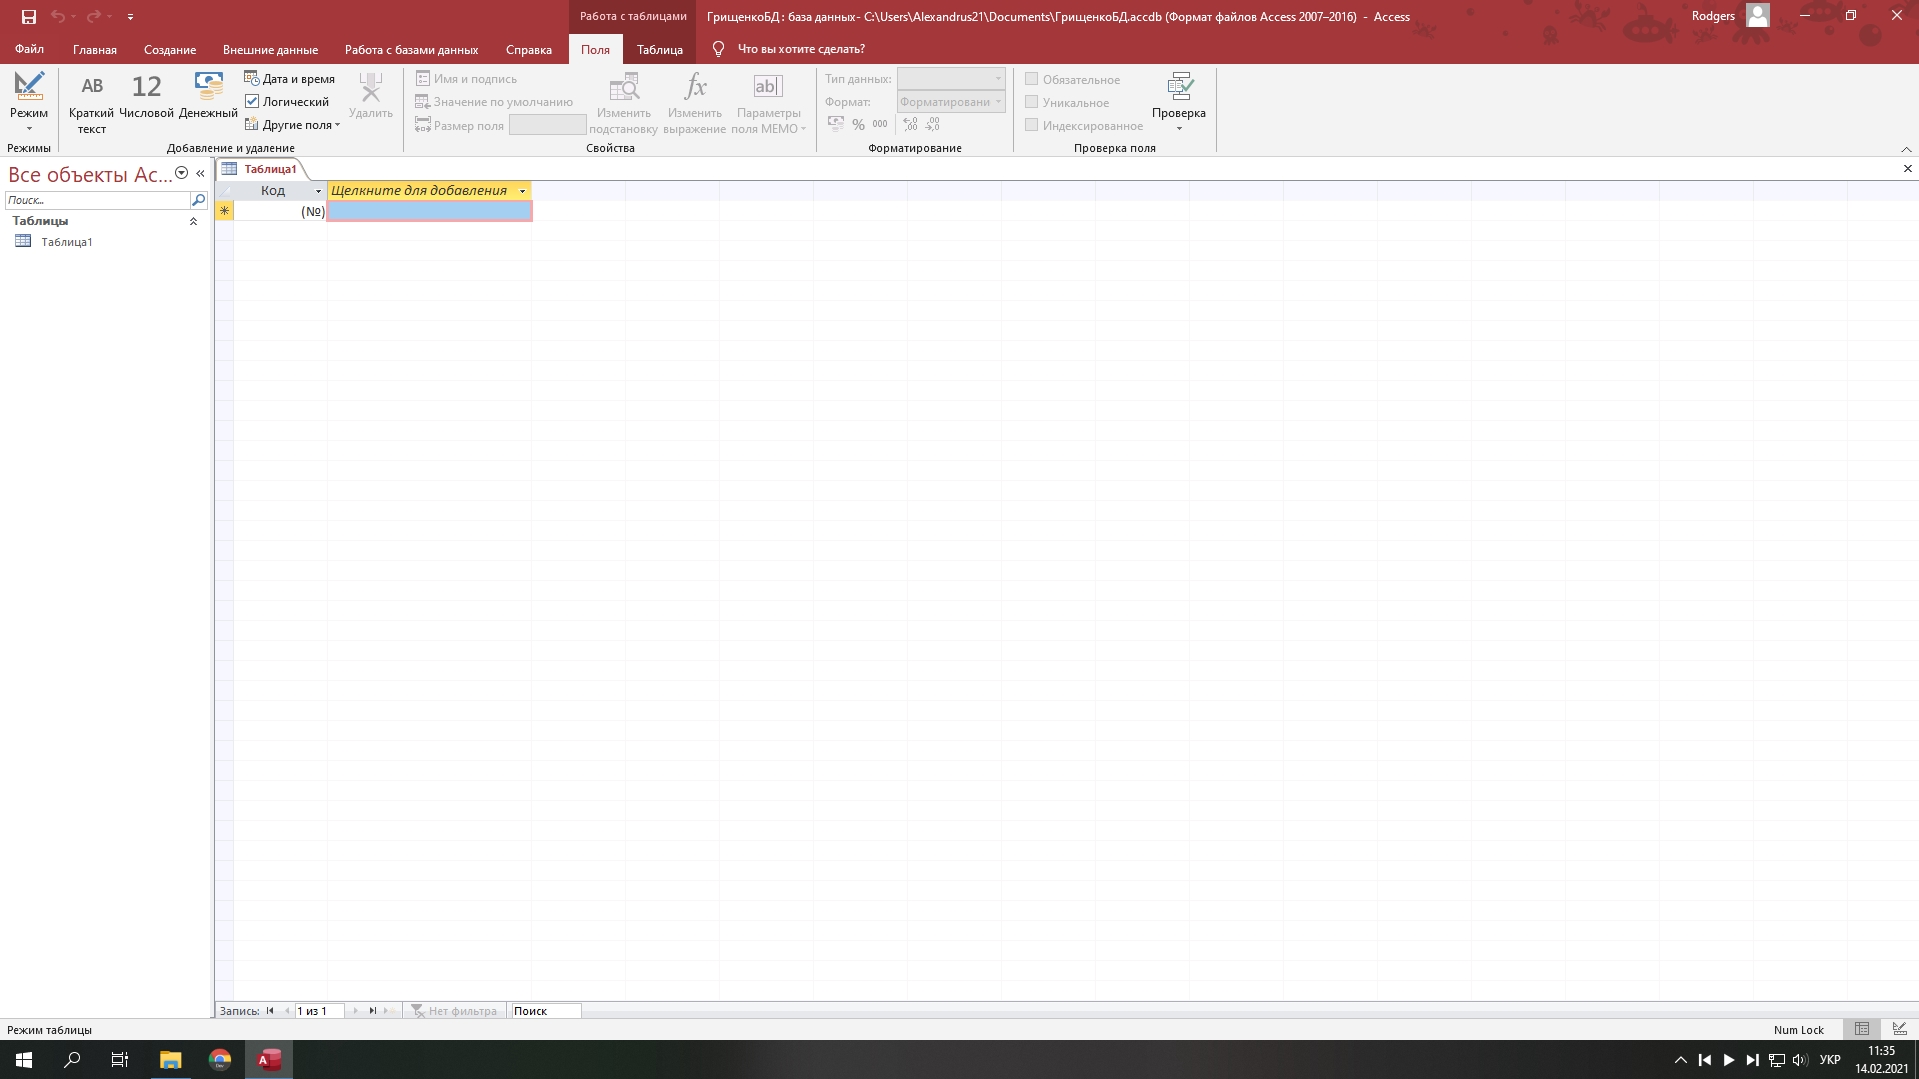 Работа с таблицами
ГрищенкоБД : база данных- C:\Users\Alexandrus21\Documents\ГрищенкоБД.accdb (Формат файлов Access 2007–2016) - Access
Rodgers
Файл
Главная
Создание
Внешние данные
Работа с базами данных
Справка
Поля
Таблица
Что вы хотите сделать?
Режим
Режимы
AB
Краткий
текст
12
Числовой
Денежный
Дата и время
Логический
Другие поля
Удалить
Добавление и удаление
Имя и подпись
Значение по умолчанию
Размер поля
Изменить
подстановку
fx
Изменить
выражение
ab|
Параметры
поля МЕМО
Свойства
Тип данных:
Формат:
Форматировани
% 000
←0 ,00
,00 →,0
Форматирование
Обязательное
Уникальное
Индексированное
Проверка
Проверка поля
Все объекты Ac...
Поиск...
Таблицы
Таблица1
Таблица1
Код
Щелкните для добавления
(№)
Запись:
1 из 1
Нет фильтра
Поиск
Режим таблицы
Num Lock
A
УКР
11:35
14.02.2021